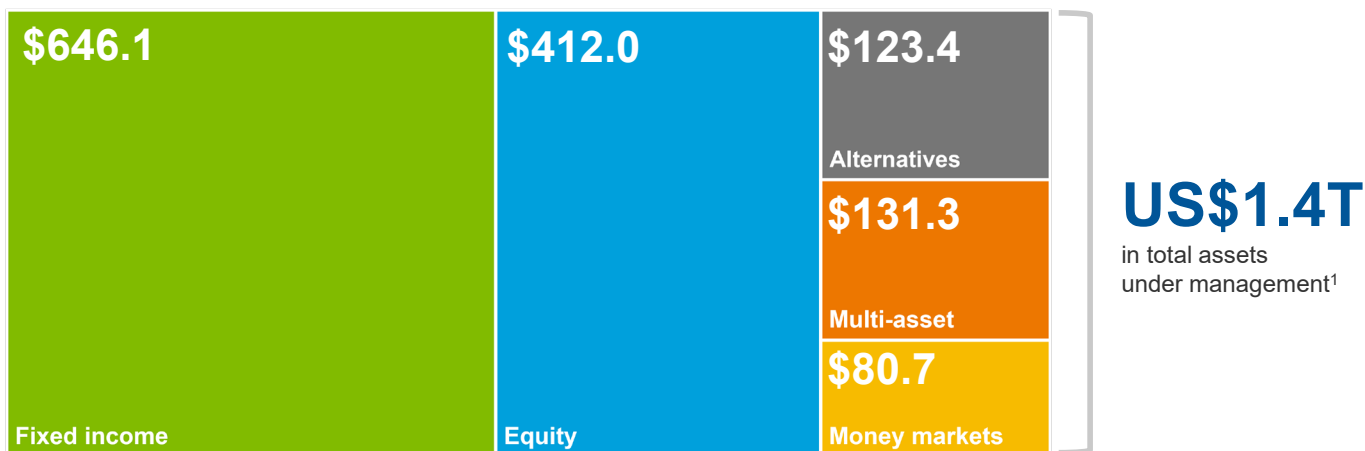 $646.1
Fixed income
$412.0
Equity
$123.4
Alternatives
$131.3
Multi-asset
$80.7
Money markets
US$1.4T
in total assets
under management¹